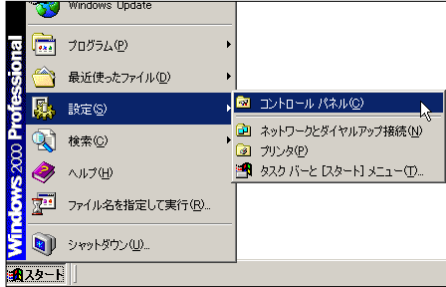 Windows Update
プログラム(P)
最近使ったファイル(D)
設定(S)
検索(C)
ヘルプ(H)
ファイル名を指定して実行(R)...
シャットダウン(U)...
コントロール パネル(C)
ネットワークとダイヤルアップ接続(N)
プリンタ(P)
タスク バーと [スタート] メニュー(T)...
Windows 2000 Professional
スタート